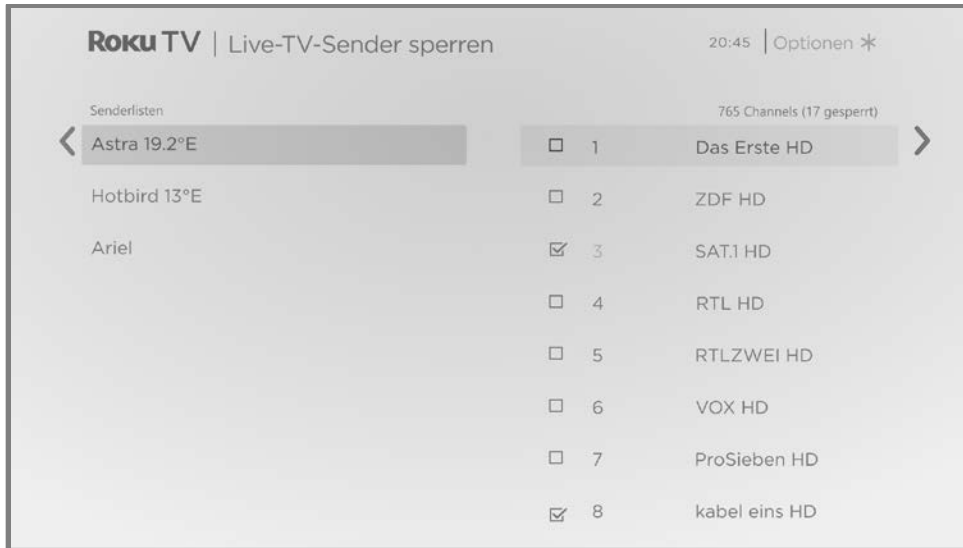 Roku TV | Live-TV-Sender sperren
20:45 | Optionen *
Senderlisten
Astra 19.2°E
Hotbird 13°E
Ariel
765 Channels (17 gesperrt)
1 Das Erste HD
2 ZDF HD
3 SAT.1 HD
4 RTL HD
5 RTLZWEI HD
6 VOX HD
7 ProSieben HD
8 kabel eins HD